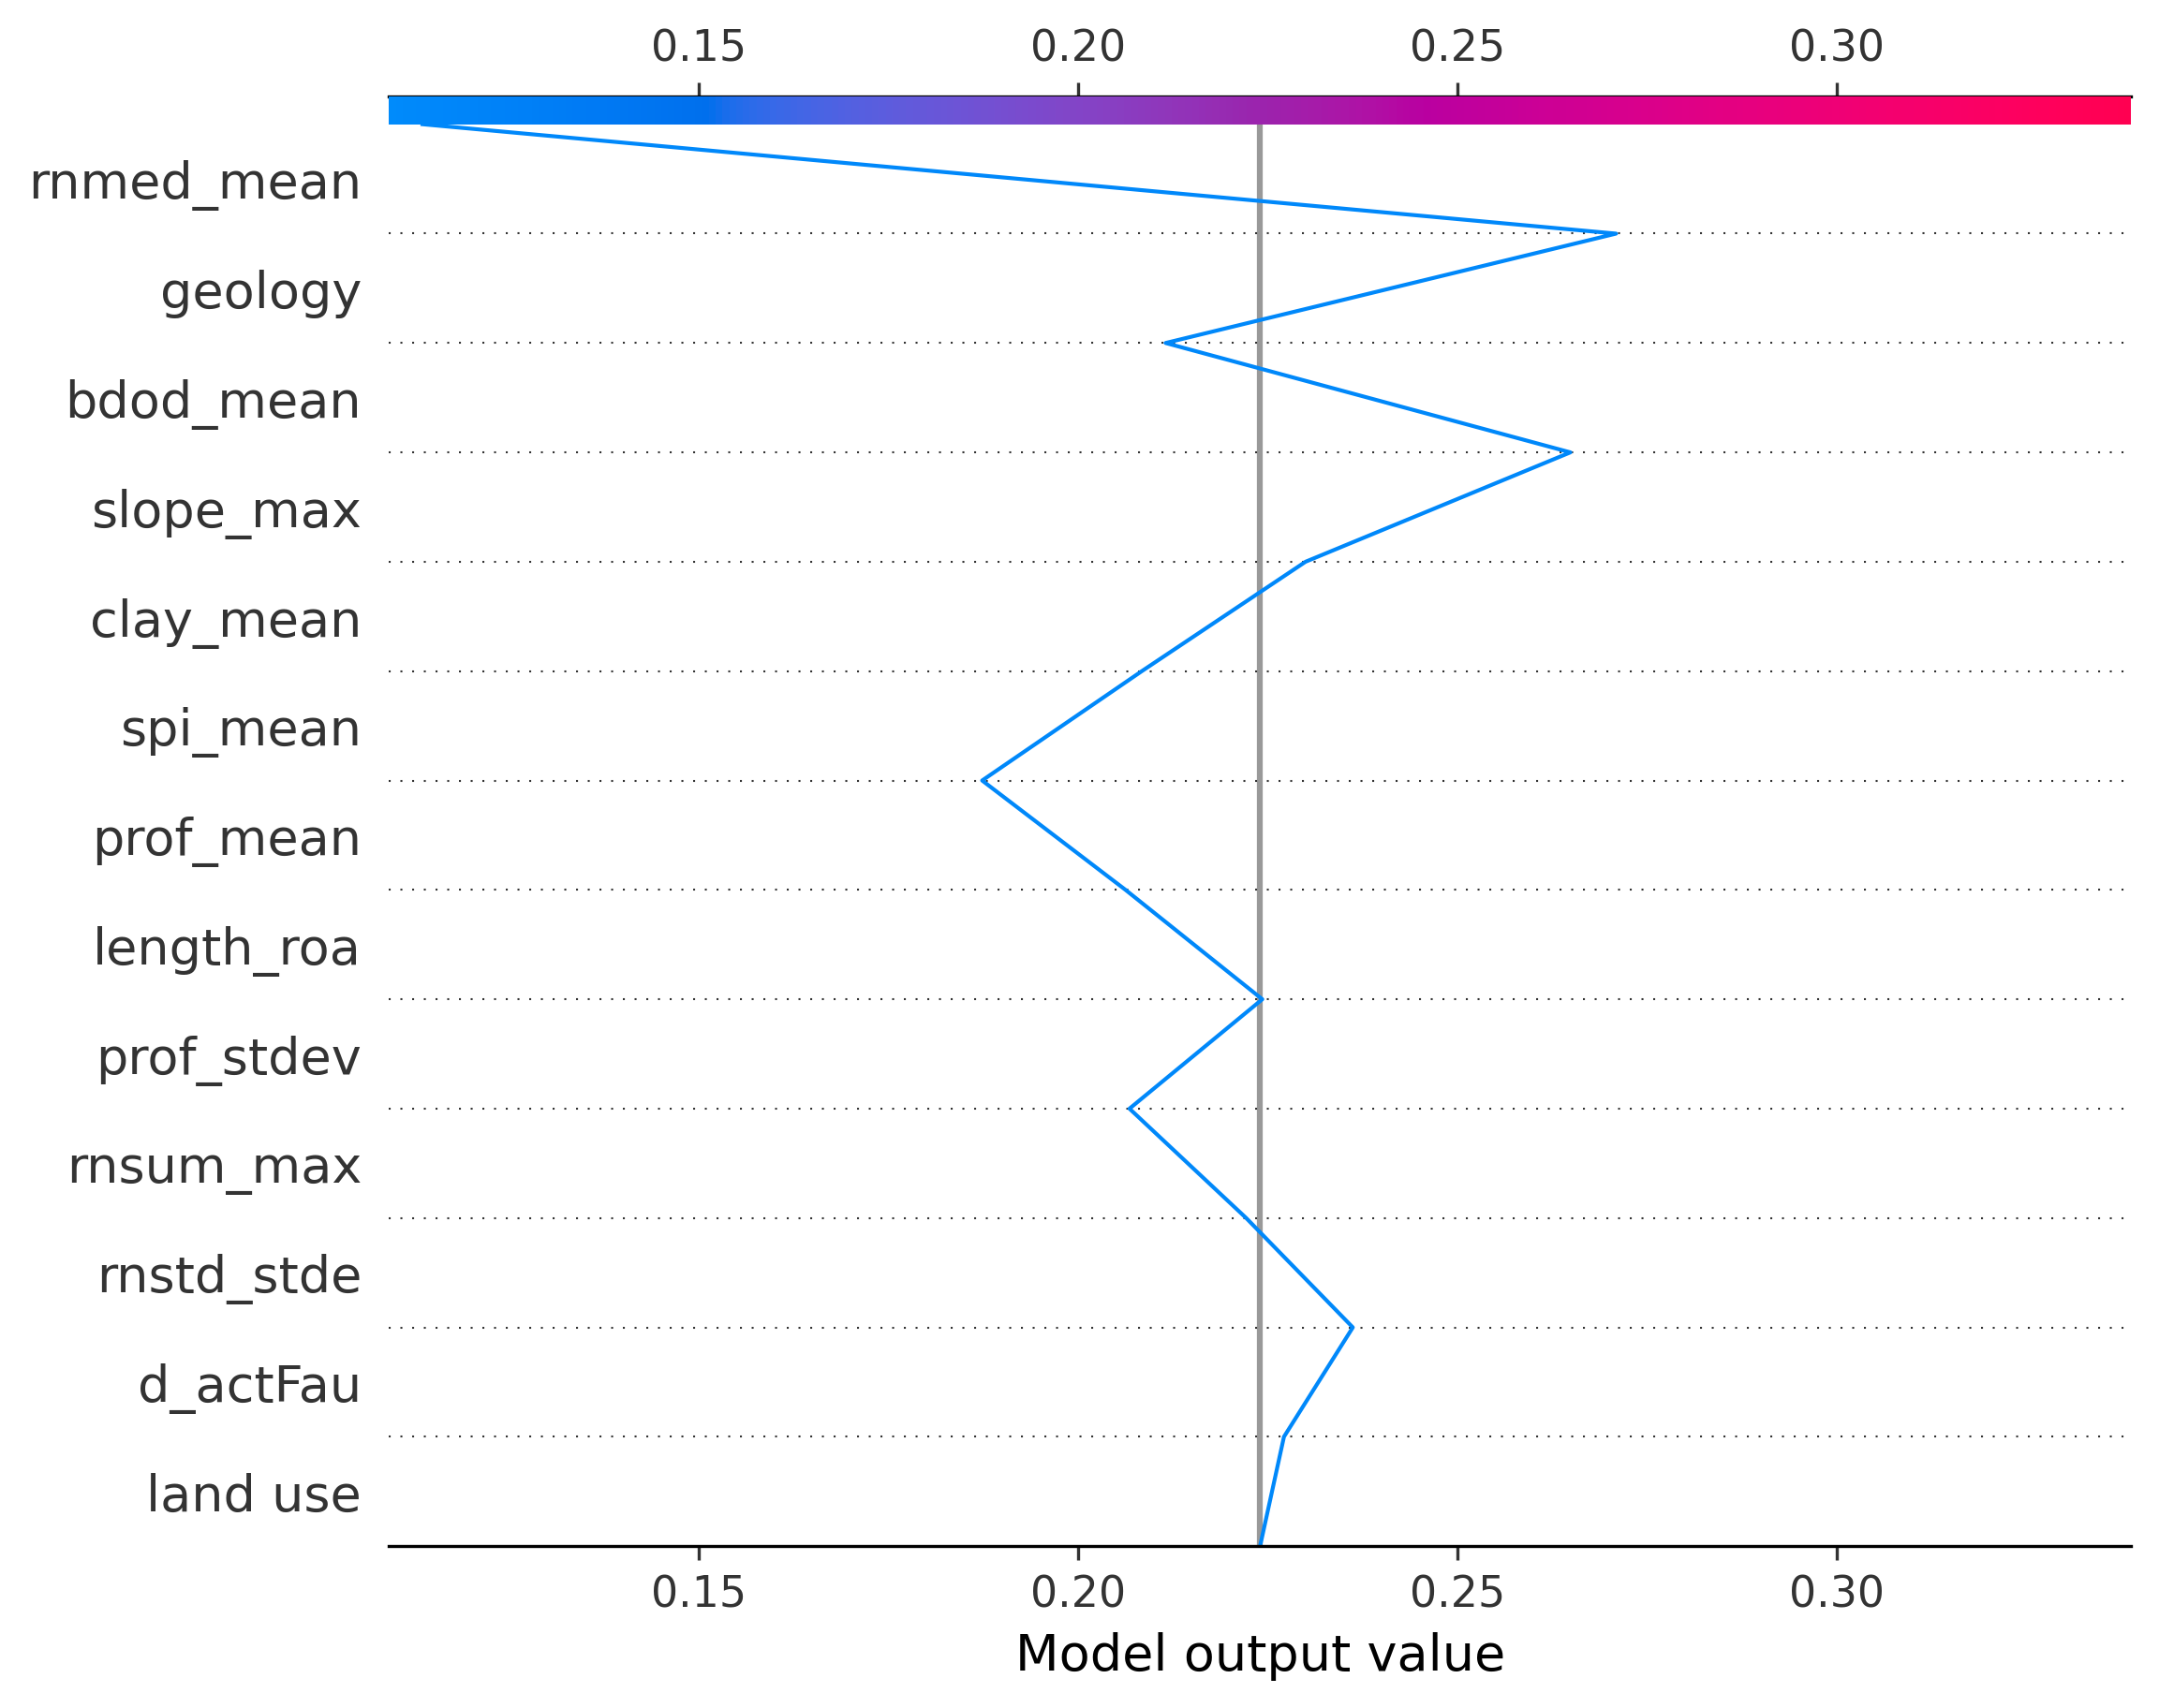 0.15 0.20 0.25 0.30
rnmed_mean
geology
bdod_mean
slope_max
clay_mean
spi_mean
prof_mean
length_roa
prof_stdev
rnsum_max
rnstd_stde
d_actFau
land use
0.15 0.20 0.25 0.30
Model output value